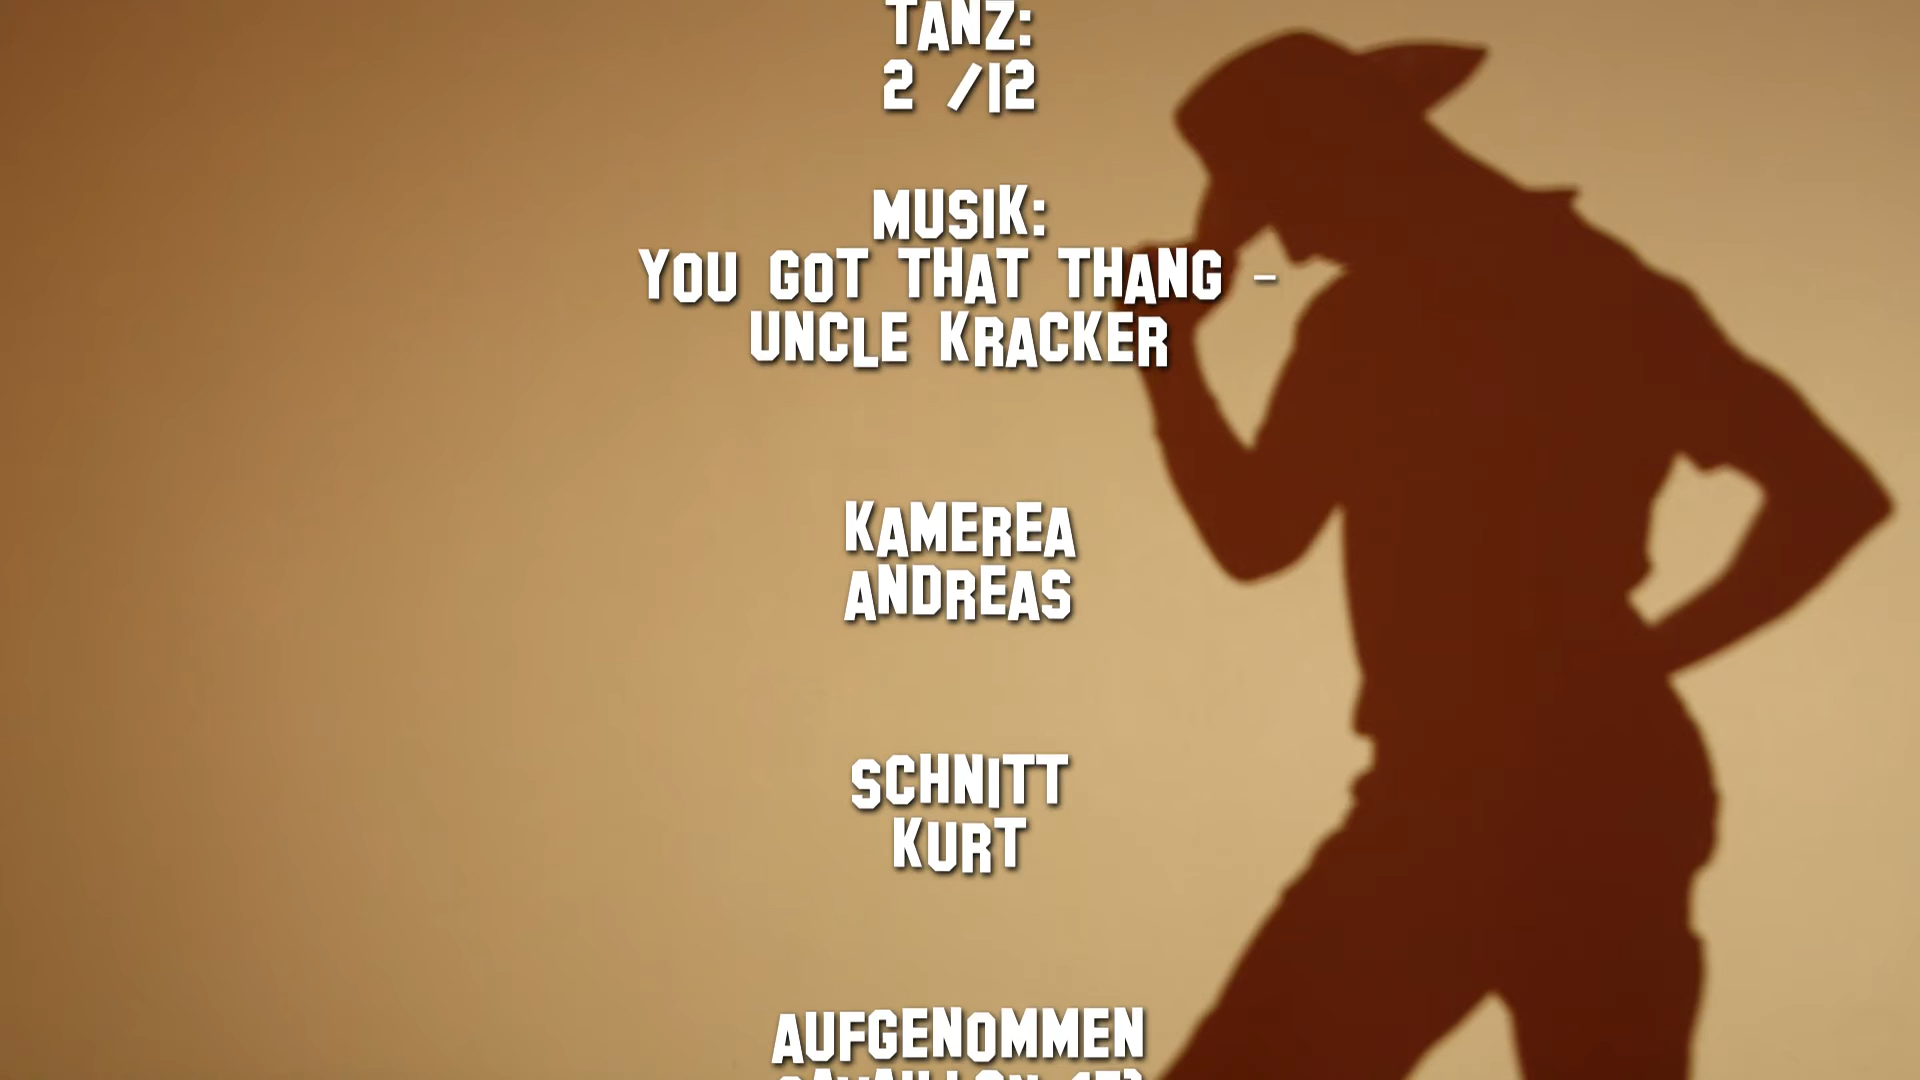 TANZ:
2 /12
MUSIK:
YOU GOT THAT THANG -
UNCLE KRACKER
KAMEREA
ANDREAS
SCHNITT
KURT
AUFGENOMMEN